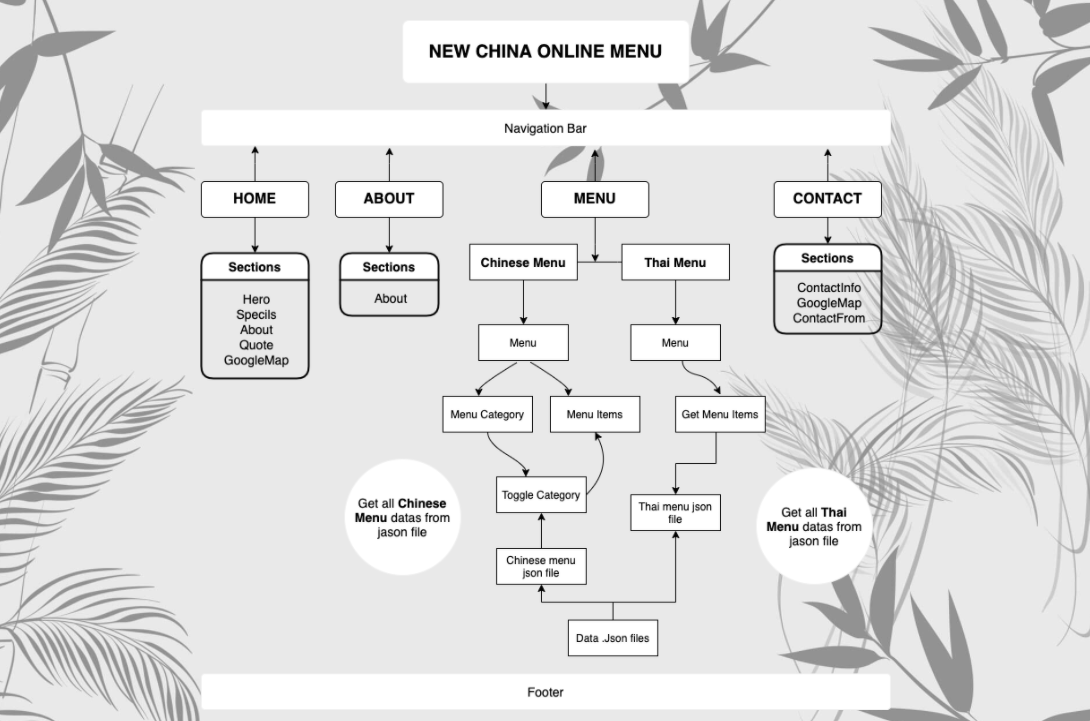 NEW CHINA ONLINE MENU
Navigation Bar
HOME
ABOUT
MENU
CONTACT
Sections
Hero
Specils
About
Quote
GoogleMap
Sections
About
Chinese Menu
Thai Menu
Sections
ContactInfo
GoogleMap
ContactFrom
Menu
Menu
Menu Category
Menu Items
Get Menu Items
Get all Chinese
Menu datas from
jason file
Toggle Category
Thai menu json
file
Get all Thai
Menu datas from
jason file
Chinese menu
json file
Data .Json files
Footer